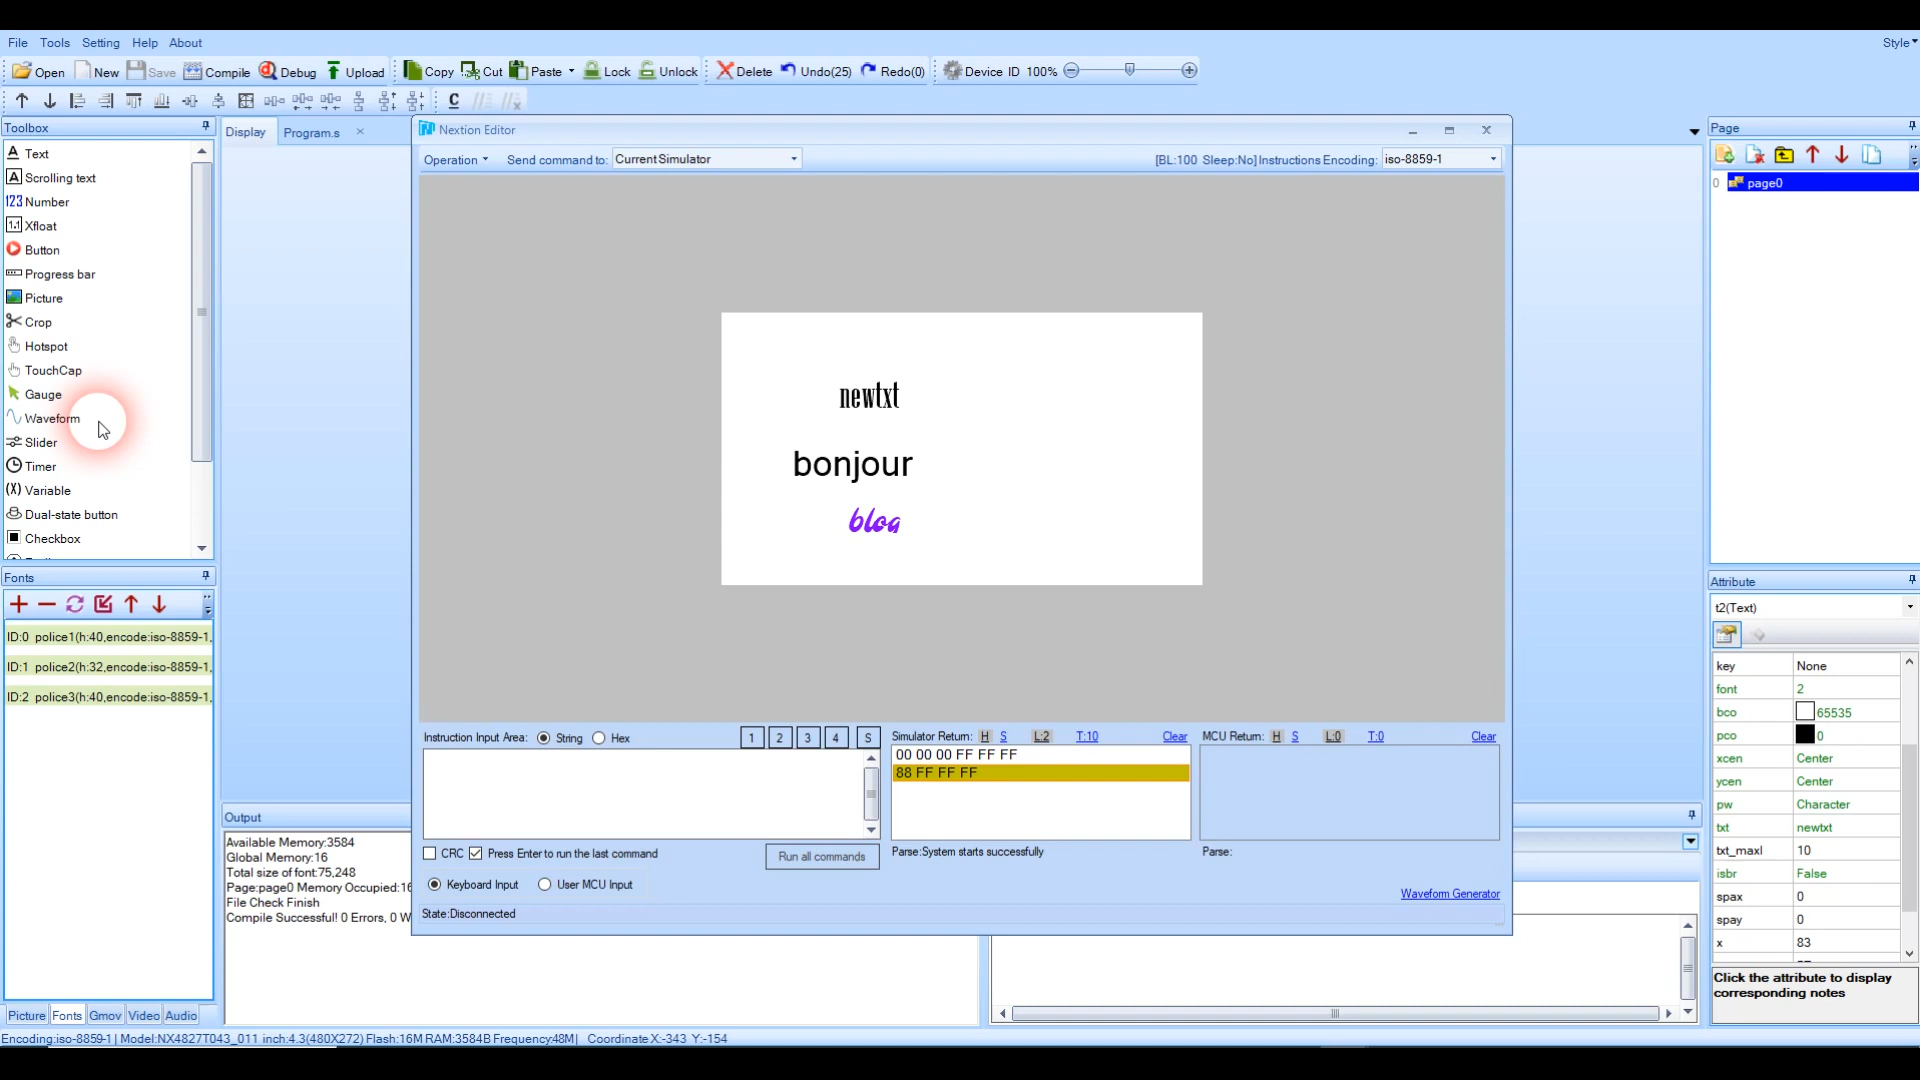 File Tools Setting Help About Style
Open New Save Compile Debug Upload Copy Cut Paste Lock Unlock Delete Undo(25) Redo(0) Device ID 100%
Toolbox
Display Program.s
Nextion Editor
Page
Operation Send command to: CurrentSimulator [BL:100 Sleep:No] Instructions Encoding: iso-8859-1
0 page0
Text
Scrolling text
123 Number
1.1 Xfloat
Button
Progress bar
Picture
Crop
Hotspot
TouchCap
Gauge
Waveform
Slider
Timer
(X) Variable
Dual-state button
Checkbox
newtxt
bonjour
blog
Fonts
ID:0 police1(h:40,encode:iso-8859-1,
ID:1 police2(h:32,encode:iso-8859-1,
ID:2 police3(h:40,encode:iso-8859-1,
Picture Fonts Gmov Video Audio
Instruction Input Area: String Hex 1 2 3 4 S
Simulator Return: H S L:2 T:10 Clear
00 00 00 FF FF FF
88 FF FF FF
MCU Return: H S L:0 T:0 Clear
CRC Press Enter to run the last command Run all commands
Parse:System starts successfully
Parse:
Keyboard Input User MCU Input
Waveform Generator
State:Disconnected
Output
Available Memory:3584
Global Memory:16
Total size of font:75,248
Page:page0 Memory Occupied:16
File Check Finish
Compile Successful! 0 Errors, 0 W
Attribute
t2(Text)
key None
font 2
bco 65535
pco 0
xcen Center
ycen Center
pw Character
txt newtxt
txt_maxl 10
isbr False
spax 0
spay 0
x 83
Click the attribute to display
corresponding notes
Encoding:iso-8859-1 | Model:NX4827T043_011 inch:4.3(480X272) Flash:16M RAM:3584B Frequency:48M| Coordinate X:-343 Y:-154